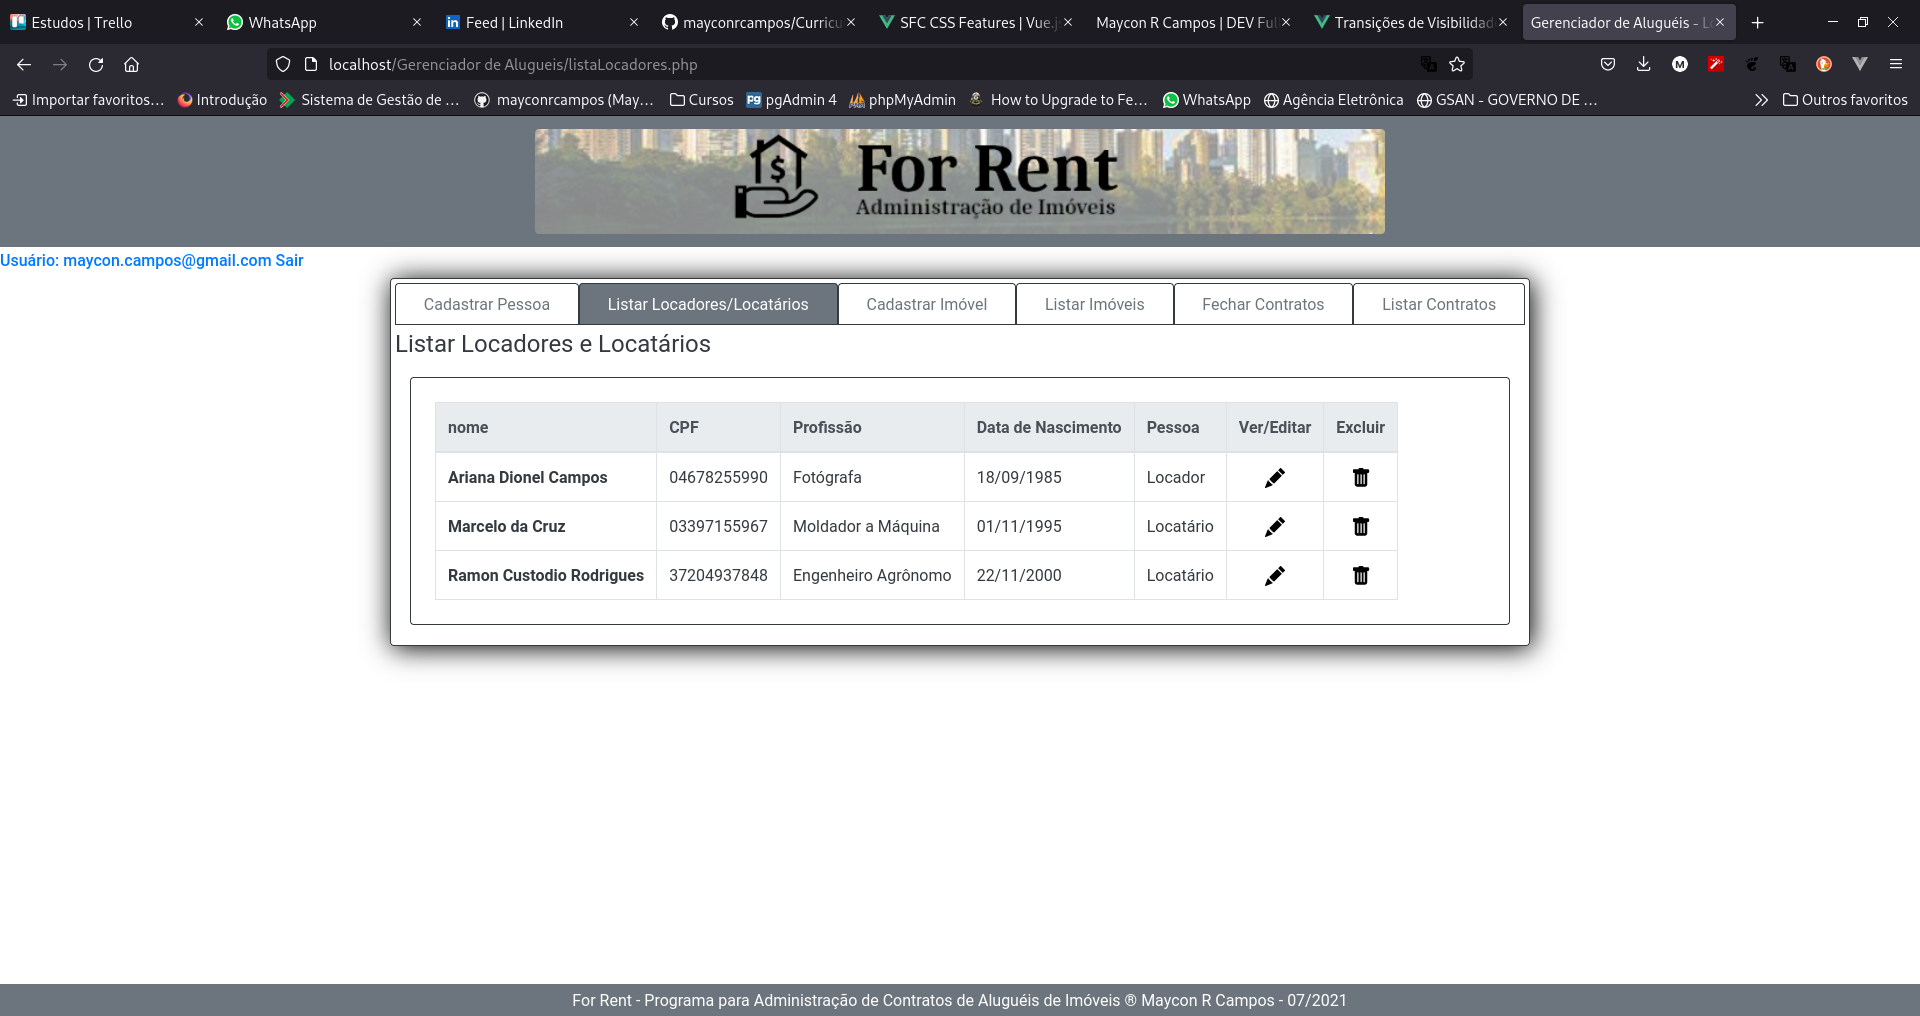 Estudos | Trello
WhatsApp
Feed | LinkedIn
mayconrcampos/Curricu
SFC CSS Features | Vue.j
Maycon R Campos | DEV Ful
Transições de Visibilidad
Gerenciador de Aluguéis - L
localhost/Gerenciador de Alugueis/listaLocadores.php
Importar favoritos...
Introdução
Sistema de Gestão de ...
mayconrcampos (May...
Cursos
pgAdmin 4
phpMyAdmin
How to Upgrade to Fe...
WhatsApp
Agência Eletrônica
GSAN - GOVERNO DE ...
Outros favoritos
For Rent
Administração de Imóveis
Usuário: maycon.campos@gmail.com Sair
Cadastrar Pessoa
Listar Locadores/Locatários
Cadastrar Imóvel
Listar Imóveis
Fechar Contratos
Listar Contratos
Listar Locadores e Locatários
nome CPF Profissão Data de Nascimento Pessoa Ver/Editar Excluir
Ariana Dionel Campos 04678255990 Fotógrafa 18/09/1985 Locador
Marcelo da Cruz 03397155967 Moldador a Máquina 01/11/1995 Locatário
Ramon Custodio Rodrigues 37204937848 Engenheiro Agrônomo 22/11/2000 Locatário
For Rent - Programa para Administração de Contratos de Aluguéis de Imóveis ® Maycon R Campos - 07/2021